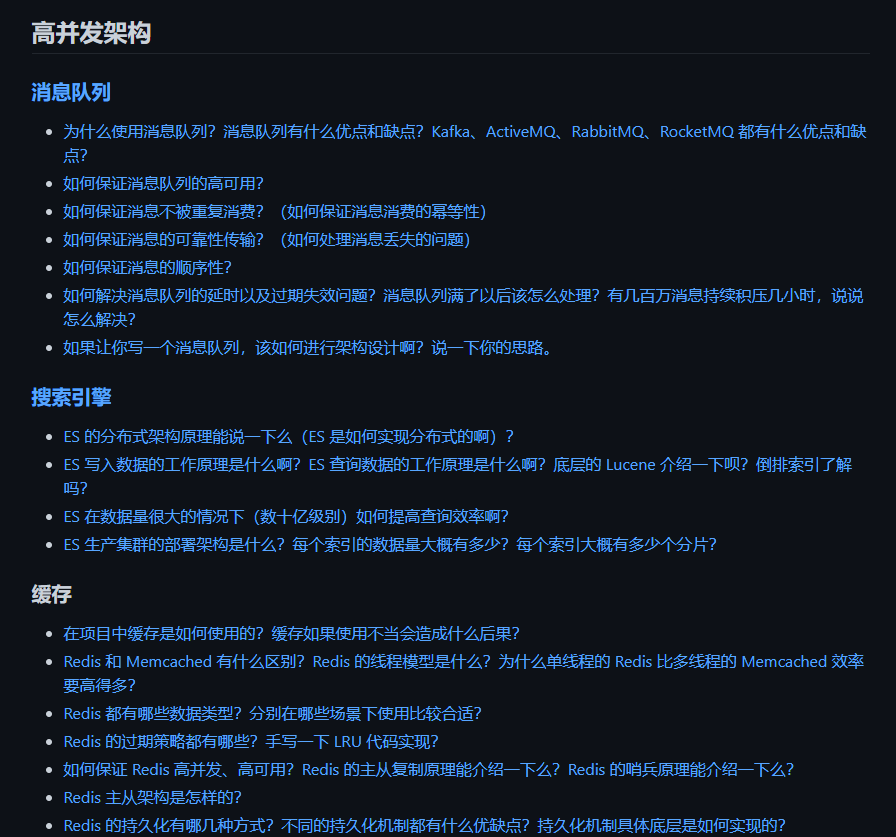 高并发架构
消息队列
为什么使用消息队列？消息队列有什么优点和缺点？Kafka、ActiveMQ、RabbitMQ、RocketMQ 都有什么优点和缺
点？
如何保证消息队列的高可用？
如何保证消息不被重复消费？（如何保证消息消费的幂等性）
如何保证消息的可靠性传输？（如何处理消息丢失的问题）
如何保证消息的顺序性？
如何解决消息队列的延时以及过期失效问题？消息队列满了以后该怎么处理？有几百万消息持续积压几小时，说说
怎么解决？
如果让你写一个消息队列，该如何进行架构设计啊？说一下你的思路。
搜索引擎
ES 的分布式架构原理能说一下么（ES 是如何实现分布式的啊）？
ES 写入数据的工作原理是什么啊？ES 查询数据的工作原理是什么啊？底层的 Lucene 介绍一下呗？倒排索引了解
吗？
ES 在数据量很大的情况下（数十亿级别）如何提高查询效率啊？
ES 生产集群的部署架构是什么？每个索引的数据量大概有多少？每个索引大概有多少个分片？
缓存
在项目中缓存是如何使用的？缓存如果使用不当会造成什么后果？
Redis 和 Memcached 有什么区别？Redis 的线程模型是什么？为什么单线程的 Redis 比多线程的 Memcached 效率
要高得多？
Redis 都有哪些数据类型？分别在哪些场景下使用比较合适？
Redis 的过期策略都有哪些？手写一下 LRU 代码实现？
如何保证 Redis 高并发、高可用？Redis 的主从复制原理能介绍一下么？Redis 的哨兵原理能介绍一下么？
Redis 主从架构是怎样的？
Redis 的持久化有哪几种方式？不同的持久化机制都有什么优缺点？持久化机制具体底层是如何实现的？